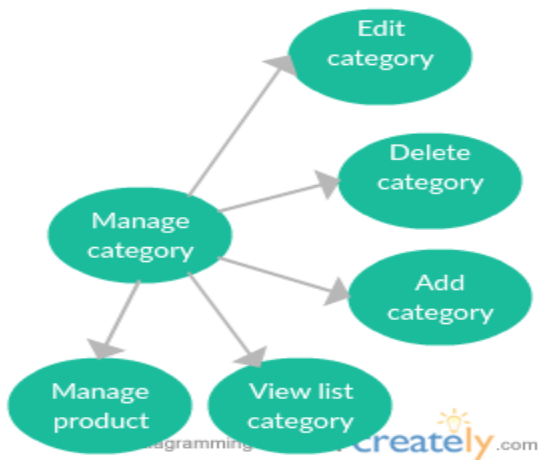 Edit
category
Delete
category
Manage
category
Add
category
Manage
product
View list
category
creately.com